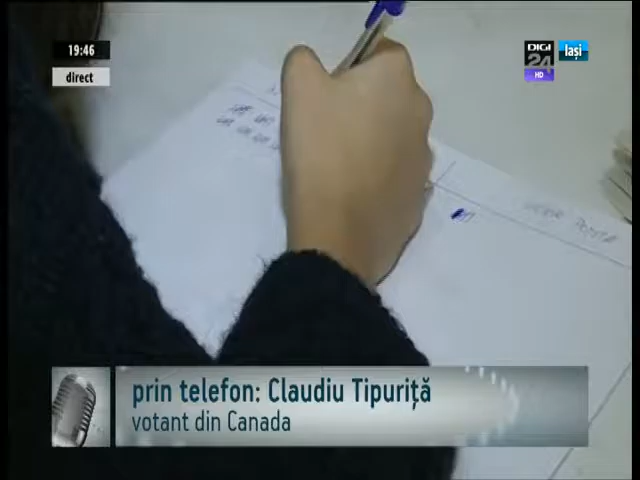 19:46
direct
DIGI
24
HD
Iași
prin telefon: Claudiu Tipuriță
votant din Canada